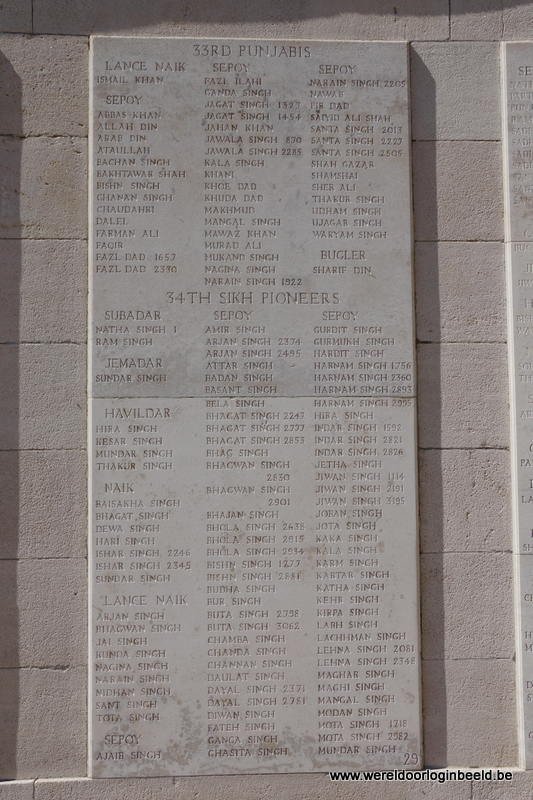 33RD PUNJABIS
LANCE NAIK
ISMAIL KHAN
SEPOY
ABBAS KHAN
ALLAH DIN
ARAB DIN
ATAULLAH
BACHAN SINGH
BAKHTAWAR SHAH
BISHN SINGH
CHANAN SINGH
CHAUDAHRI
DALEL
FARMAN ALI
FAQIR
FAZL DAD 1657
FAZL DAD 2330
SEPOY
FAZL ILAHI
GANDA SINGH
JAGAT SINGH 1327
JAGAT SINGH 1454
JAHAN KHAN
JAWALA SINGH 870
JAWALA SINGH 2285
KALA SINGH
KHANI
KHOE DAD
KHUDA DAD
MAKHMUD
MANGAL SINGH
MAWAZ KHAN
MURAD ALI
MUKAND SINGH
NAGINA SINGH
NARAIN SINGH 1922
SEPOY
NARAIN SINGH 2205
NAWAB
PIR DAD
SAIYID ALI SHAH
SANTA SINGH 2013
SANTA SINGH 2227
SANTA SINGH 2505
SHAH GAZAR
SHAMSHAI
SHER ALI
THAKUR SINGH
UDHAM SINGH
UJAGAR SINGH
WARYAM SINGH
BUGLER
SHARIF DIN
34TH SIKH PIONEERS
SUBADAR
NATHA SINGH 1
RAM SINGH
JEMADAR
SUNDAR SINGH
HAVILDAR
HIRA SINGH
KESAR SINGH
MUNDAR SINGH
THAKUR SINGH
NAIK
BAISAKHA SINGH
BHAGAT SINGH
DEWA SINGH
HARI SINGH
ISHAR SINGH 2246
ISHAR SINGH 2345
SUNDAR SINGH
LANCE NAIK
ARJAN SINGH
BHAGWAN SINGH
JAI SINGH
KUNDA SINGH
NAGINA SINGH
NARAIN SINGH
NIDHAN SINGH
SANT SINGH
TOTA SINGH
SEPOY
AJAIB SINGH
SEPOY
AMIR SINGH
ARJAN SINGH 2374
ARJAN SINGH 2495
ATTAR SINGH
BADAN SINGH
BASANT SINGH
BELA SINGH
BHAGAT SINGH 2247
BHAGAT SINGH 2777
BHAGAT SINGH 2853
BHAG SINGH
BHAGWAN SINGH
2830
BHAGWAN SINGH
2901
BHAJAN SINGH
BHOLA SINGH 2638
BHOLA SINGH 2915
BHOLA SINGH 2934
BISHN SINGH 1277
BISHN SINGH 2881
BUDHA SINGH
BUR SINGH
BUTA SINGH 2798
BUTA SINGH 3062
CHAMBA SINGH
CHANDA SINGH
CHANNAN SINGH
DAULAT SINGH
DAYAL SINGH 2371
DAYAL SINGH 2781
DIWAN SINGH
FATEH SINGH
GANGA SINGH
GHASITA SINGH
SEPOY
GURDIT SINGH
GURMUKH SINGH
HARDIT SINGH
HARNAM SINGH 1756
HARNAM SINGH 2360
HARNAM SINGH 2893
HARNAM SINGH 2995
HIRA SINGH
INDAR SINGH 1592
INDAR SINGH 2821
INDAR SINGH 2826
JETHA SINGH
JIWAN SINGH 1114
JIWAN SINGH 2191
JIWAN SINGH 3195
JOBAN SINGH
JOTA SINGH
KAKA SINGH
KALA SINGH
KARM SINGH
KARTAR SINGH
KATHA SINGH
KEHR SINGH
KIRPA SINGH
LABH SINGH
LACHHMAN SINGH
LEHNA SINGH 2081
LEHNA SINGH 2348
MAGHAR SINGH
MAGHI SINGH
MANGAL SINGH
MODAN SINGH
MOTA SINGH 1718
MOTA SINGH 2982
MUNDAR SINGH
29
www.wereldoorloginbeeld.be